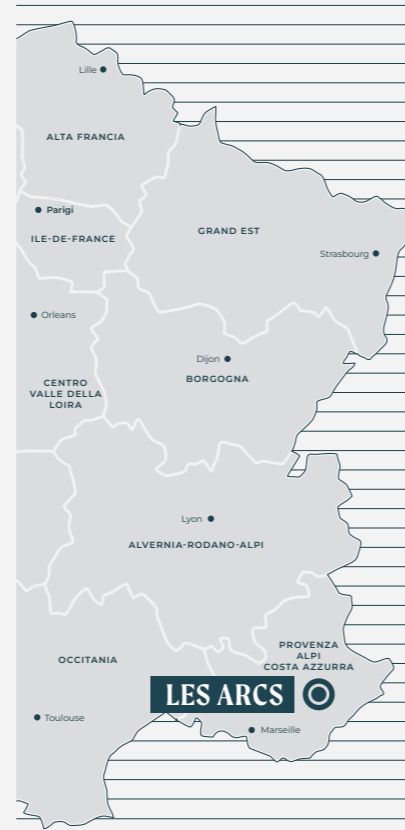 Lille
ALTA FRANCIA
Parigi
ILE-DE-FRANCE
GRAND EST
Strasbourg
Orleans
Dijon
BORGOGNA
CENTRO
VALLE DELLA
LOIRA
Lyon
ALVERNIA-RODANO-ALPI
PROVENZA
ALPI
COSTA AZZURRA
OCCITANIA
LES ARCS
Toulouse
Marseille